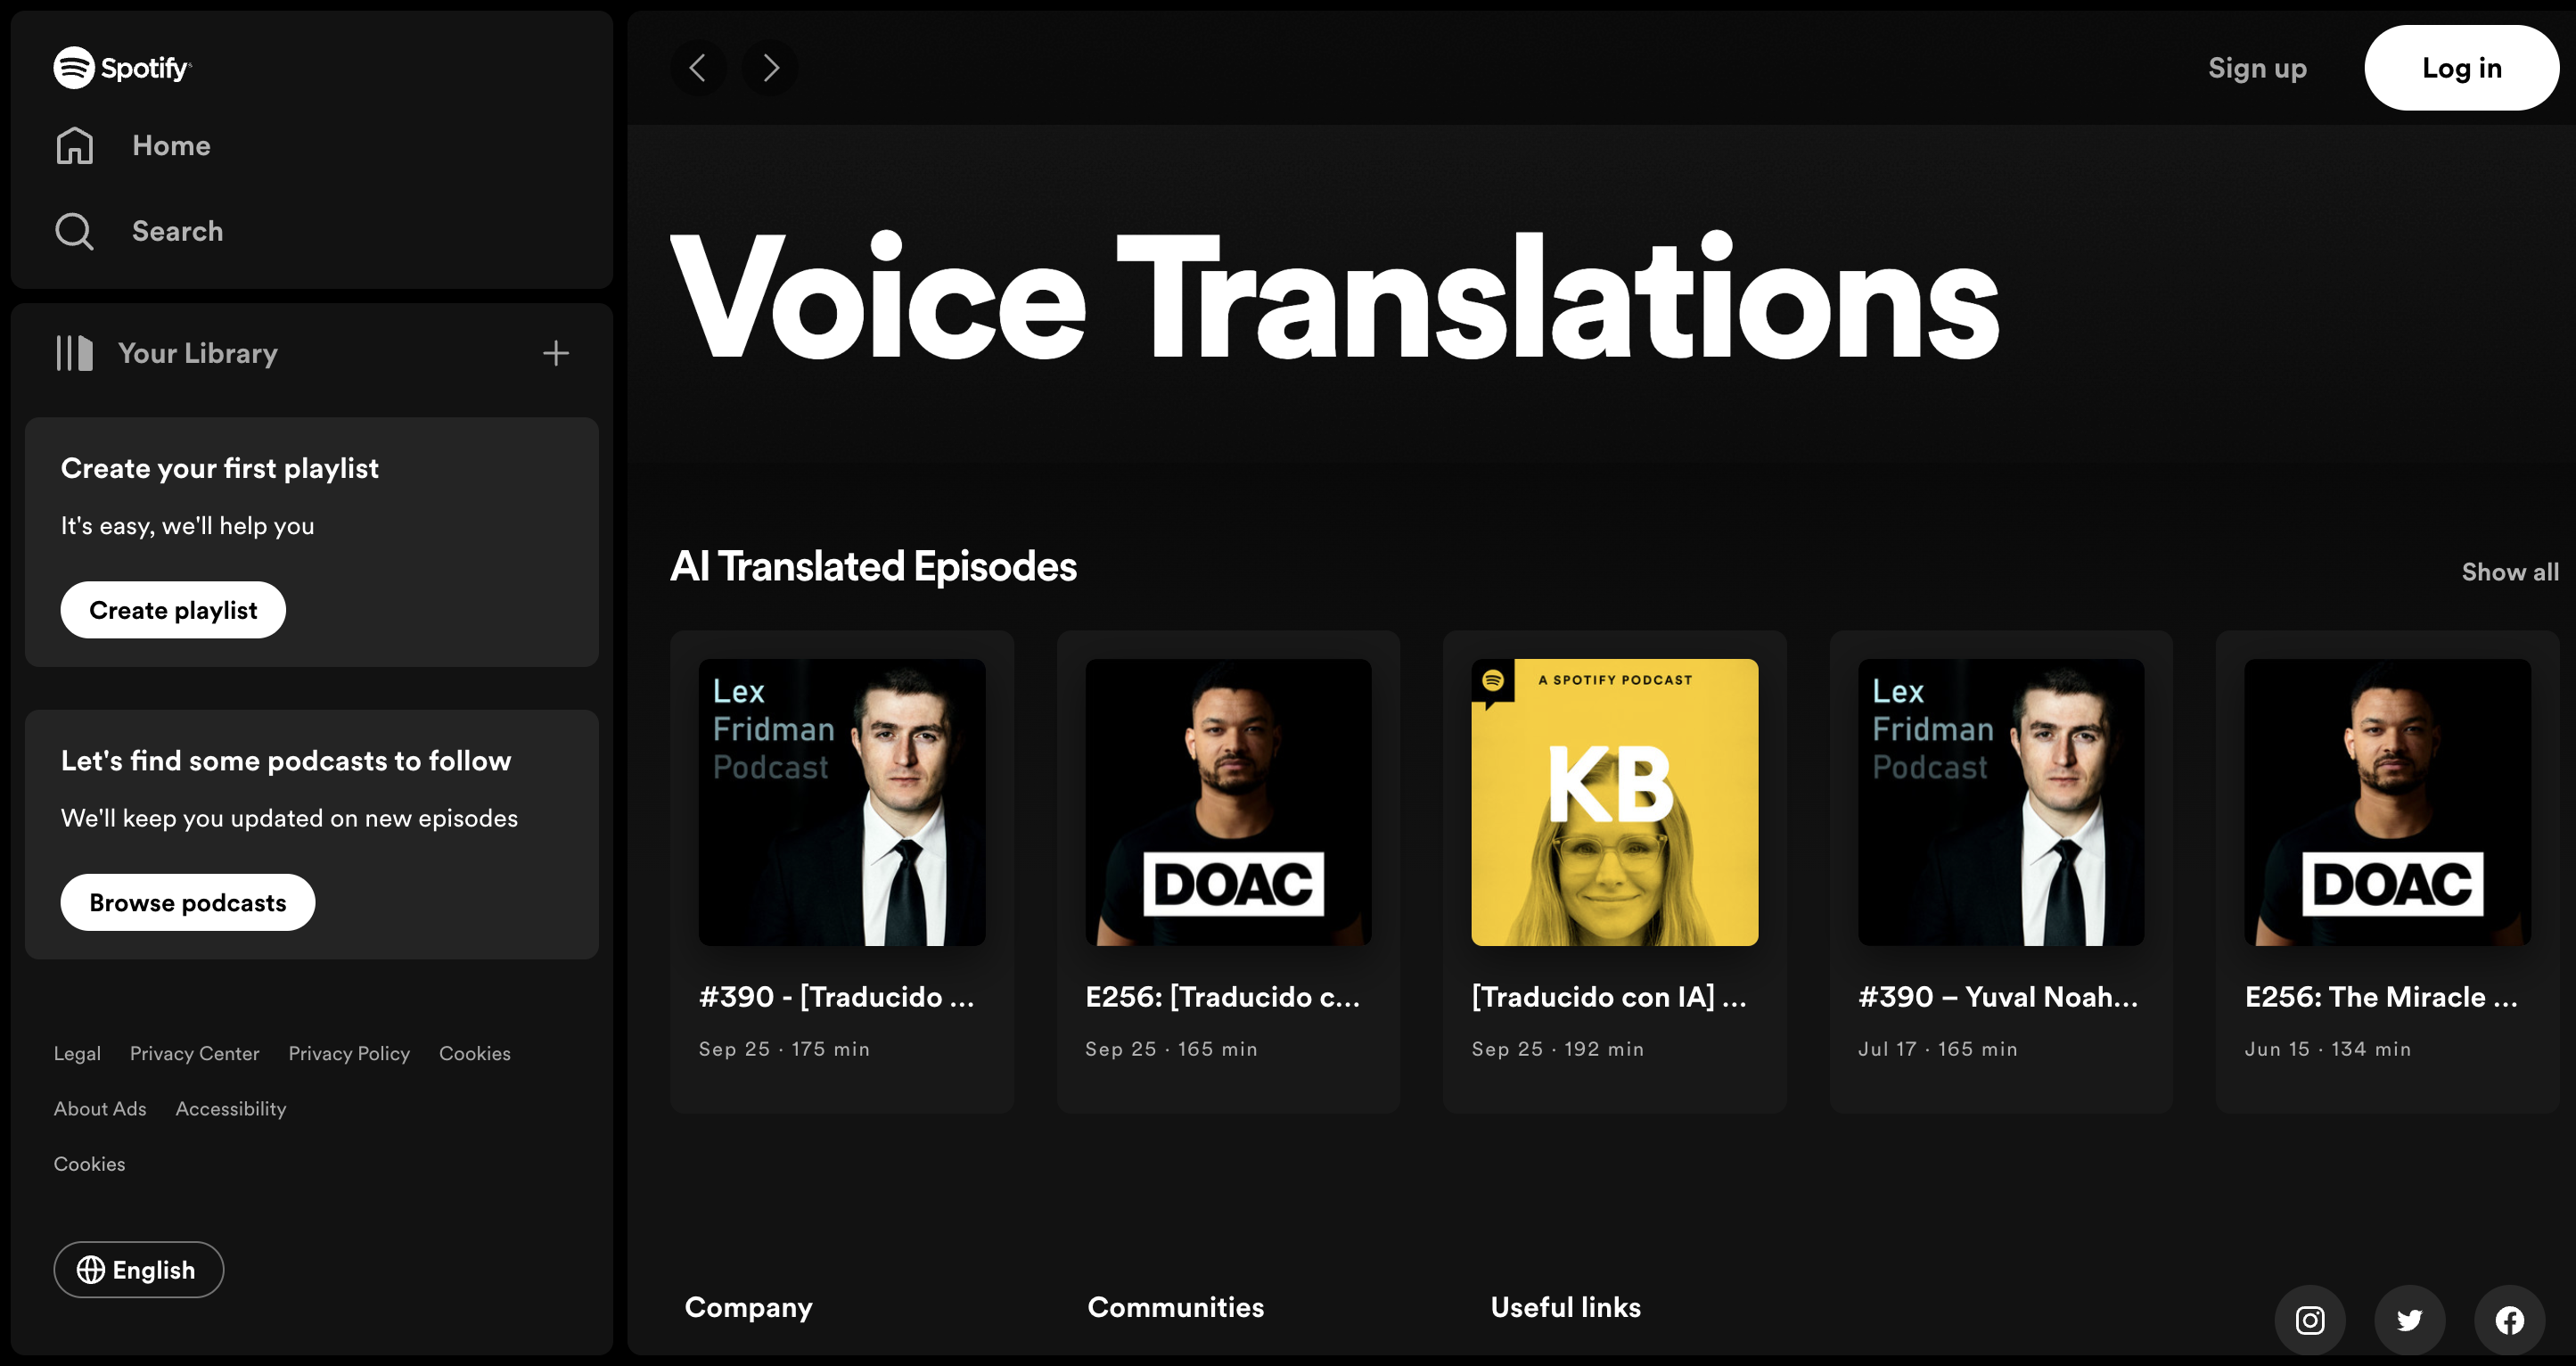 Spotify
Home
Search
Your Library
Create your first playlist
It's easy, we'll help you
Create playlist
Let's find some podcasts to follow
We'll keep you updated on new episodes
Browse podcasts
Legal Privacy Center Privacy Policy Cookies
About Ads Accessibility
Cookies
English
Sign up
Log in
Voice Translations
AI Translated Episodes
Show all
Lex
Fridman
Podcast
#390 - [Traducido ...
Sep 25 · 175 min
DOAC
E256: [Traducido c...
Sep 25 · 165 min
A SPOTIFY PODCAST
KB
[Traducido con IA] ...
Sep 25 · 192 min
Lex
Fridman
Podcast
#390 – Yuval Noah...
Jul 17 · 165 min
DOAC
E256: The Miracle ...
Jun 15 · 134 min
Company
Communities
Useful links